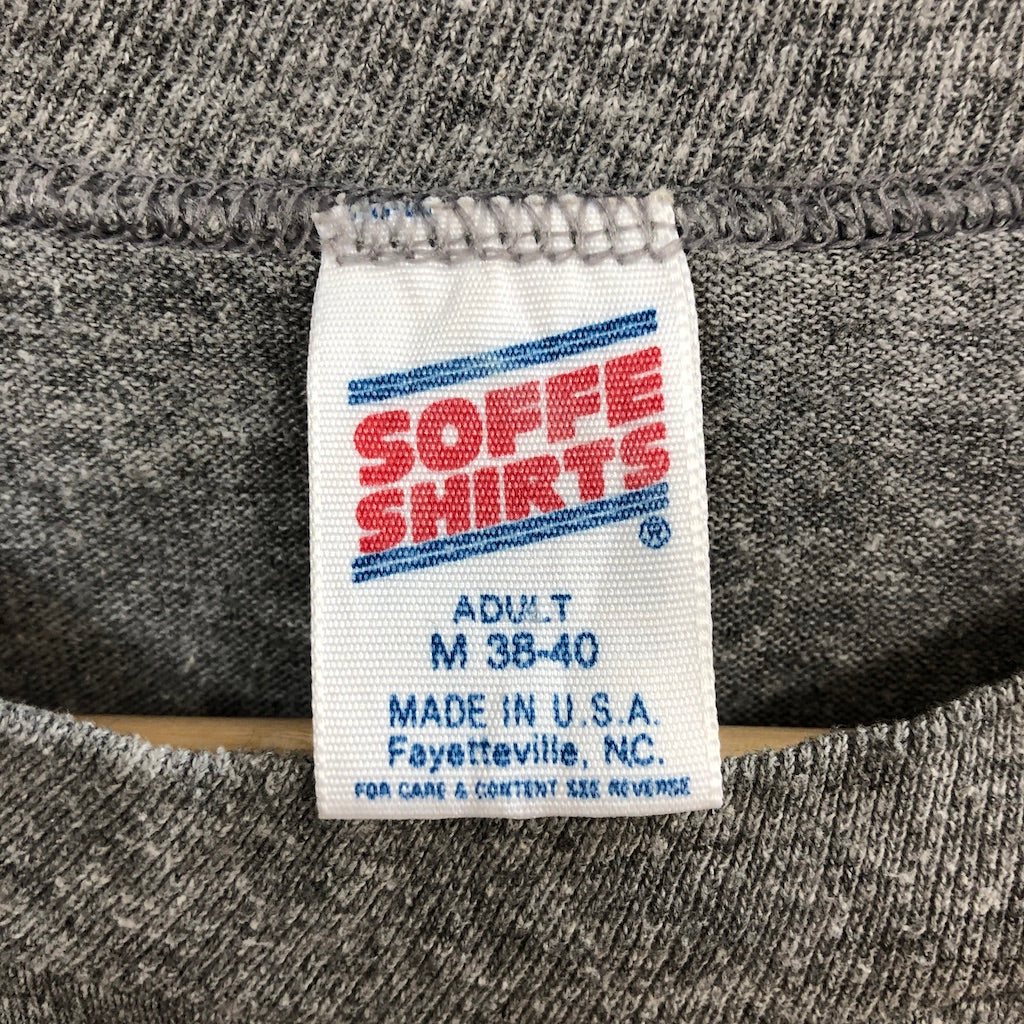 SOFFE
SHIRTS
®
ADULT
M 38-40
MADE IN U.S.A.
Fayetteville, NC.
FOR CARE & CONTENT SEE REVERSE